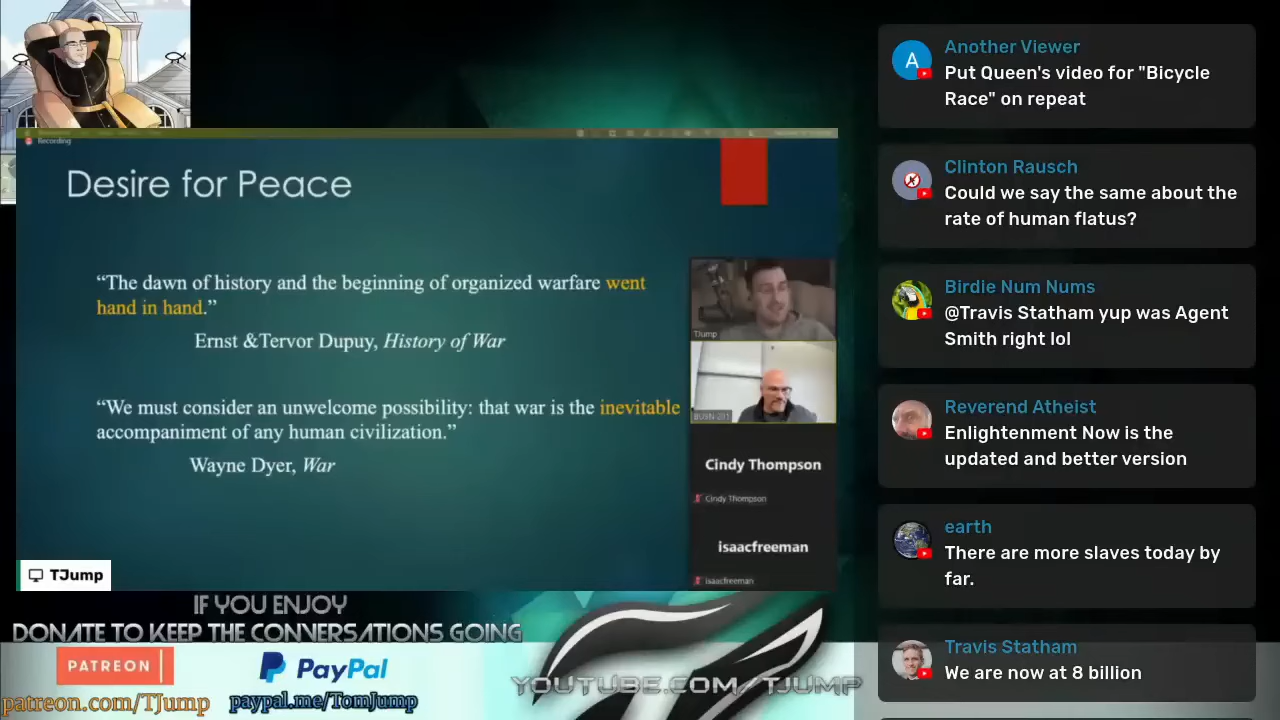 Recording
Desire for Peace
“The dawn of history and the beginning of organized warfare went
hand in hand.”
Ernst &Tervor Dupuy, History of War
“We must consider an unwelcome possibility: that war is the inevitable
accompaniment of any human civilization.”
Wayne Dyer, War
TJump
BUSN-201
Cindy Thompson
Cindy Thompson
isaacfreeman
isaacfreeman
TJump
IF YOU ENJOY
DONATE TO KEEP THE CONVERSATIONS GOING
PATREON
patreon.com/TJump
PayPal
paypal.me/TomJump
YOUTUBE.COM/TJUMP
A
Another Viewer
Put Queen's video for "Bicycle
Race" on repeat
Clinton Rausch
Could we say the same about the
rate of human flatus?
Birdie Num Nums
@Travis Statham yup was Agent
Smith right lol
Reverend Atheist
Enlightenment Now is the
updated and better version
earth
There are more slaves today by
far.
Travis Statham
We are now at 8 billion